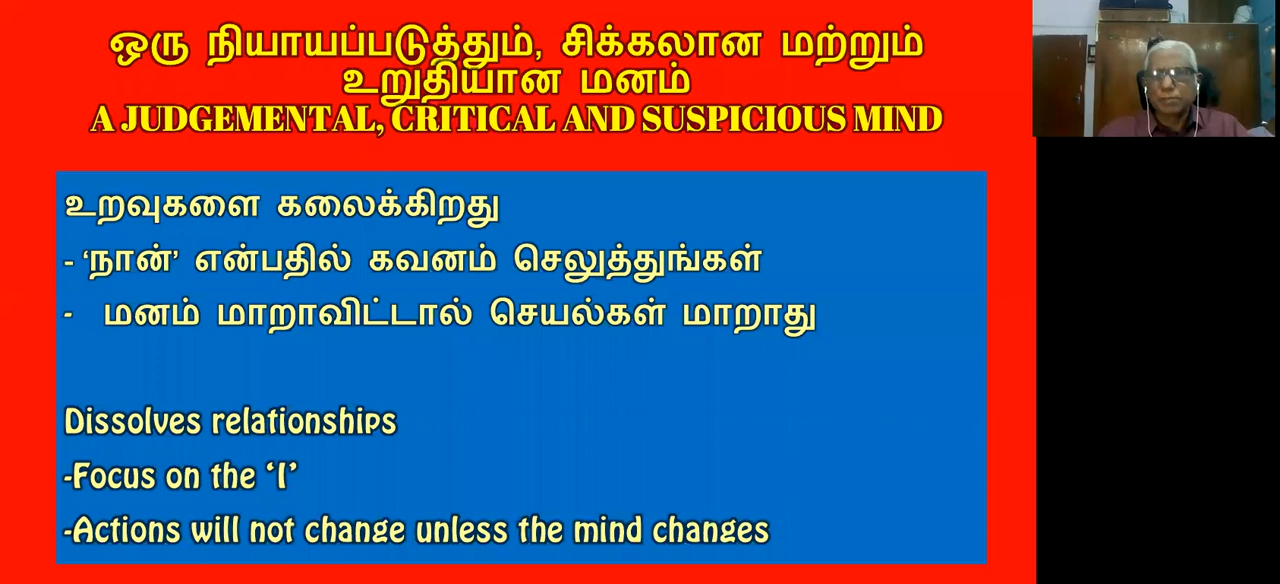 ஒரு நியாயப்படுத்தும், சிக்கலான மற்றும்
உறுதியான மனம்
A JUDGEMENTAL, CRITICAL AND SUSPICIOUS MIND
உறவுகளை கலைக்கிறது
- ‘நான்’ என்பதில் கவனம் செலுத்துங்கள்
- மனம் மாறாவிட்டால் செயல்கள் மாறாது
Dissolves relationships
-Focus on the ‘I’
-Actions will not change unless the mind changes